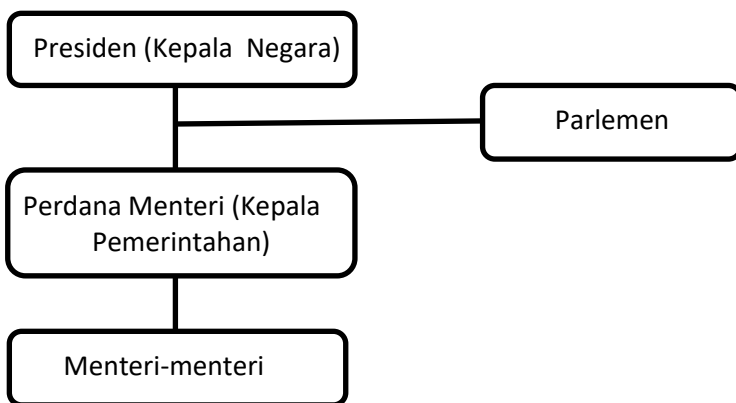 Presiden (Kepala Negara)
Parlemen
Perdana Menteri (Kepala
Pemerintahan)
Menteri-menteri